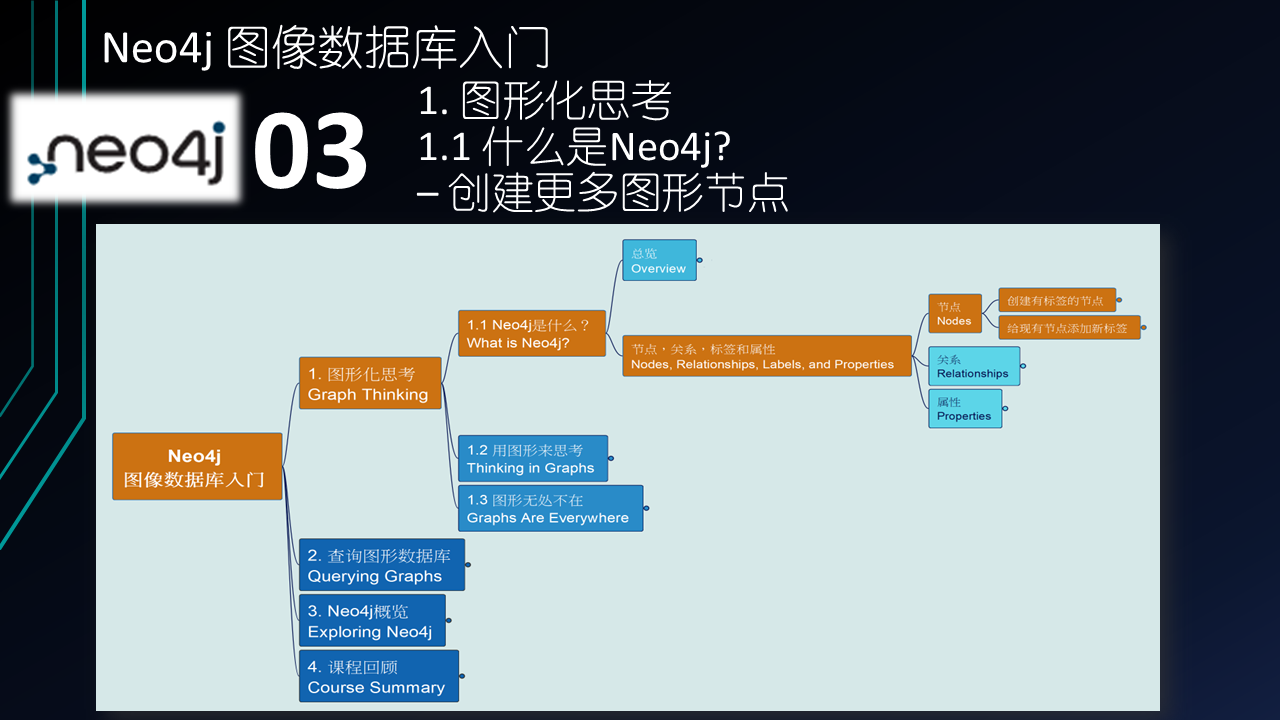 Neo4j 图像数据库入门
neo4j
03
1. 图形化思考
1.1 什么是Neo4j?
– 创建更多图形节点
总览
Overview
节点
Nodes
创建有标签的节点
给现有节点添加新标签
1.1 Neo4j是什么？
What is Neo4j?
节点，关系，标签和属性
Nodes, Relationships, Labels, and Properties
关系
Relationships
1. 图形化思考
Graph Thinking
属性
Properties
Neo4j
图像数据库入门
1.2 用图形来思考
Thinking in Graphs
1.3 图形无处不在
Graphs Are Everywhere
2. 查询图形数据库
Querying Graphs
3. Neo4j概览
Exploring Neo4j
4. 课程回顾
Course Summary